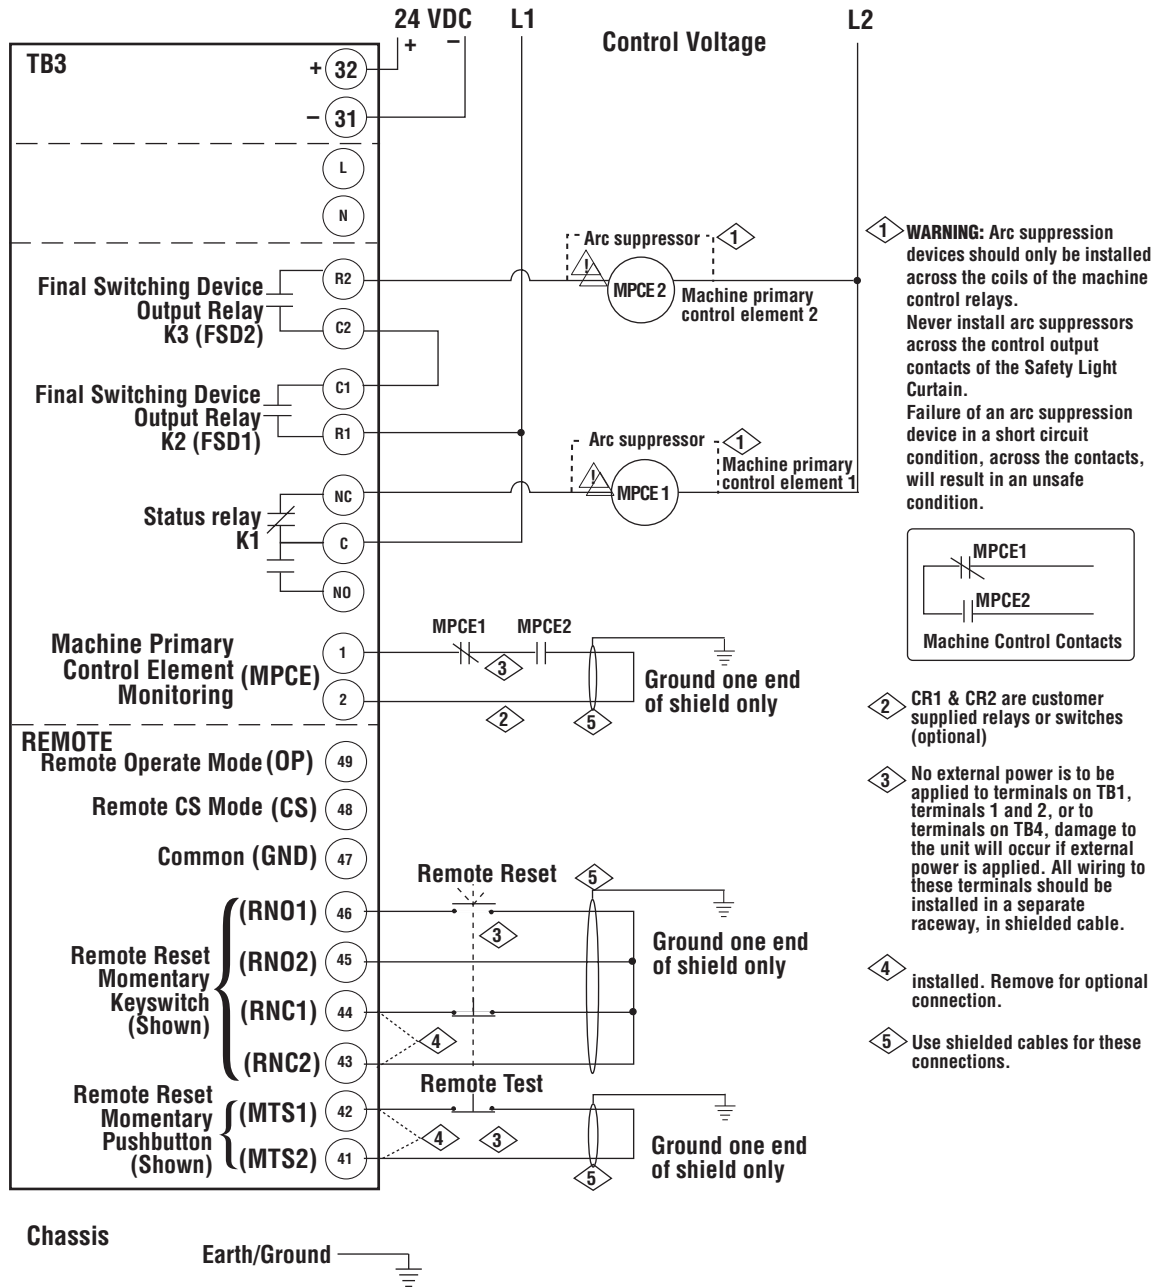 24 VDC
L1
L2
+
−
Control Voltage
TB3
+
32
−
31
L
N
Final Switching Device
Output Relay
K3 (FSD2)
R2
C2
Arc suppressor
1
!
MPCE 2
Machine primary
control element 2
Final Switching Device
Output Relay
K2 (FSD1)
C1
R1
Arc suppressor
1
!
MPCE 1
Machine primary
control element 1
Status relay
K1
NC
C
NO
Machine Primary
Control Element
Monitoring
(MPCE)
1
2
MPCE1
MPCE2
3
2
5
Ground one end
of shield only
REMOTE
Remote Operate Mode (OP)
49
Remote CS Mode (CS)
48
Common (GND)
47
Remote Reset
Momentary
Keyswitch
(Shown)
(RNO1)
46
(RNO2)
45
(RNC1)
44
(RNC2)
43
Remote Reset
3
4
5
Ground one end
of shield only
Remote Reset
Momentary
Pushbutton
(Shown)
(MTS1)
42
(MTS2)
41
Remote Test
4
3
5
Ground one end
of shield only
Chassis
Earth/Ground
1
WARNING: Arc suppression
devices should only be installed
across the coils of the machine
control relays.
Never install arc suppressors
across the control output
contacts of the Safety Light
Curtain.
Failure of an arc suppression
device in a short circuit
condition, across the contacts,
will result in an unsafe
condition.
MPCE1
MPCE2
Machine Control Contacts
2
CR1 & CR2 are customer
supplied relays or switches
(optional)
3
No external power is to be
applied to terminals on TB1,
terminals 1 and 2, or to
terminals on TB4, damage to
the unit will occur if external
power is applied. All wiring to
these terminals should be
installed in a separate
raceway, in shielded cable.
4
installed. Remove for optional
connection.
5
Use shielded cables for these
connections.